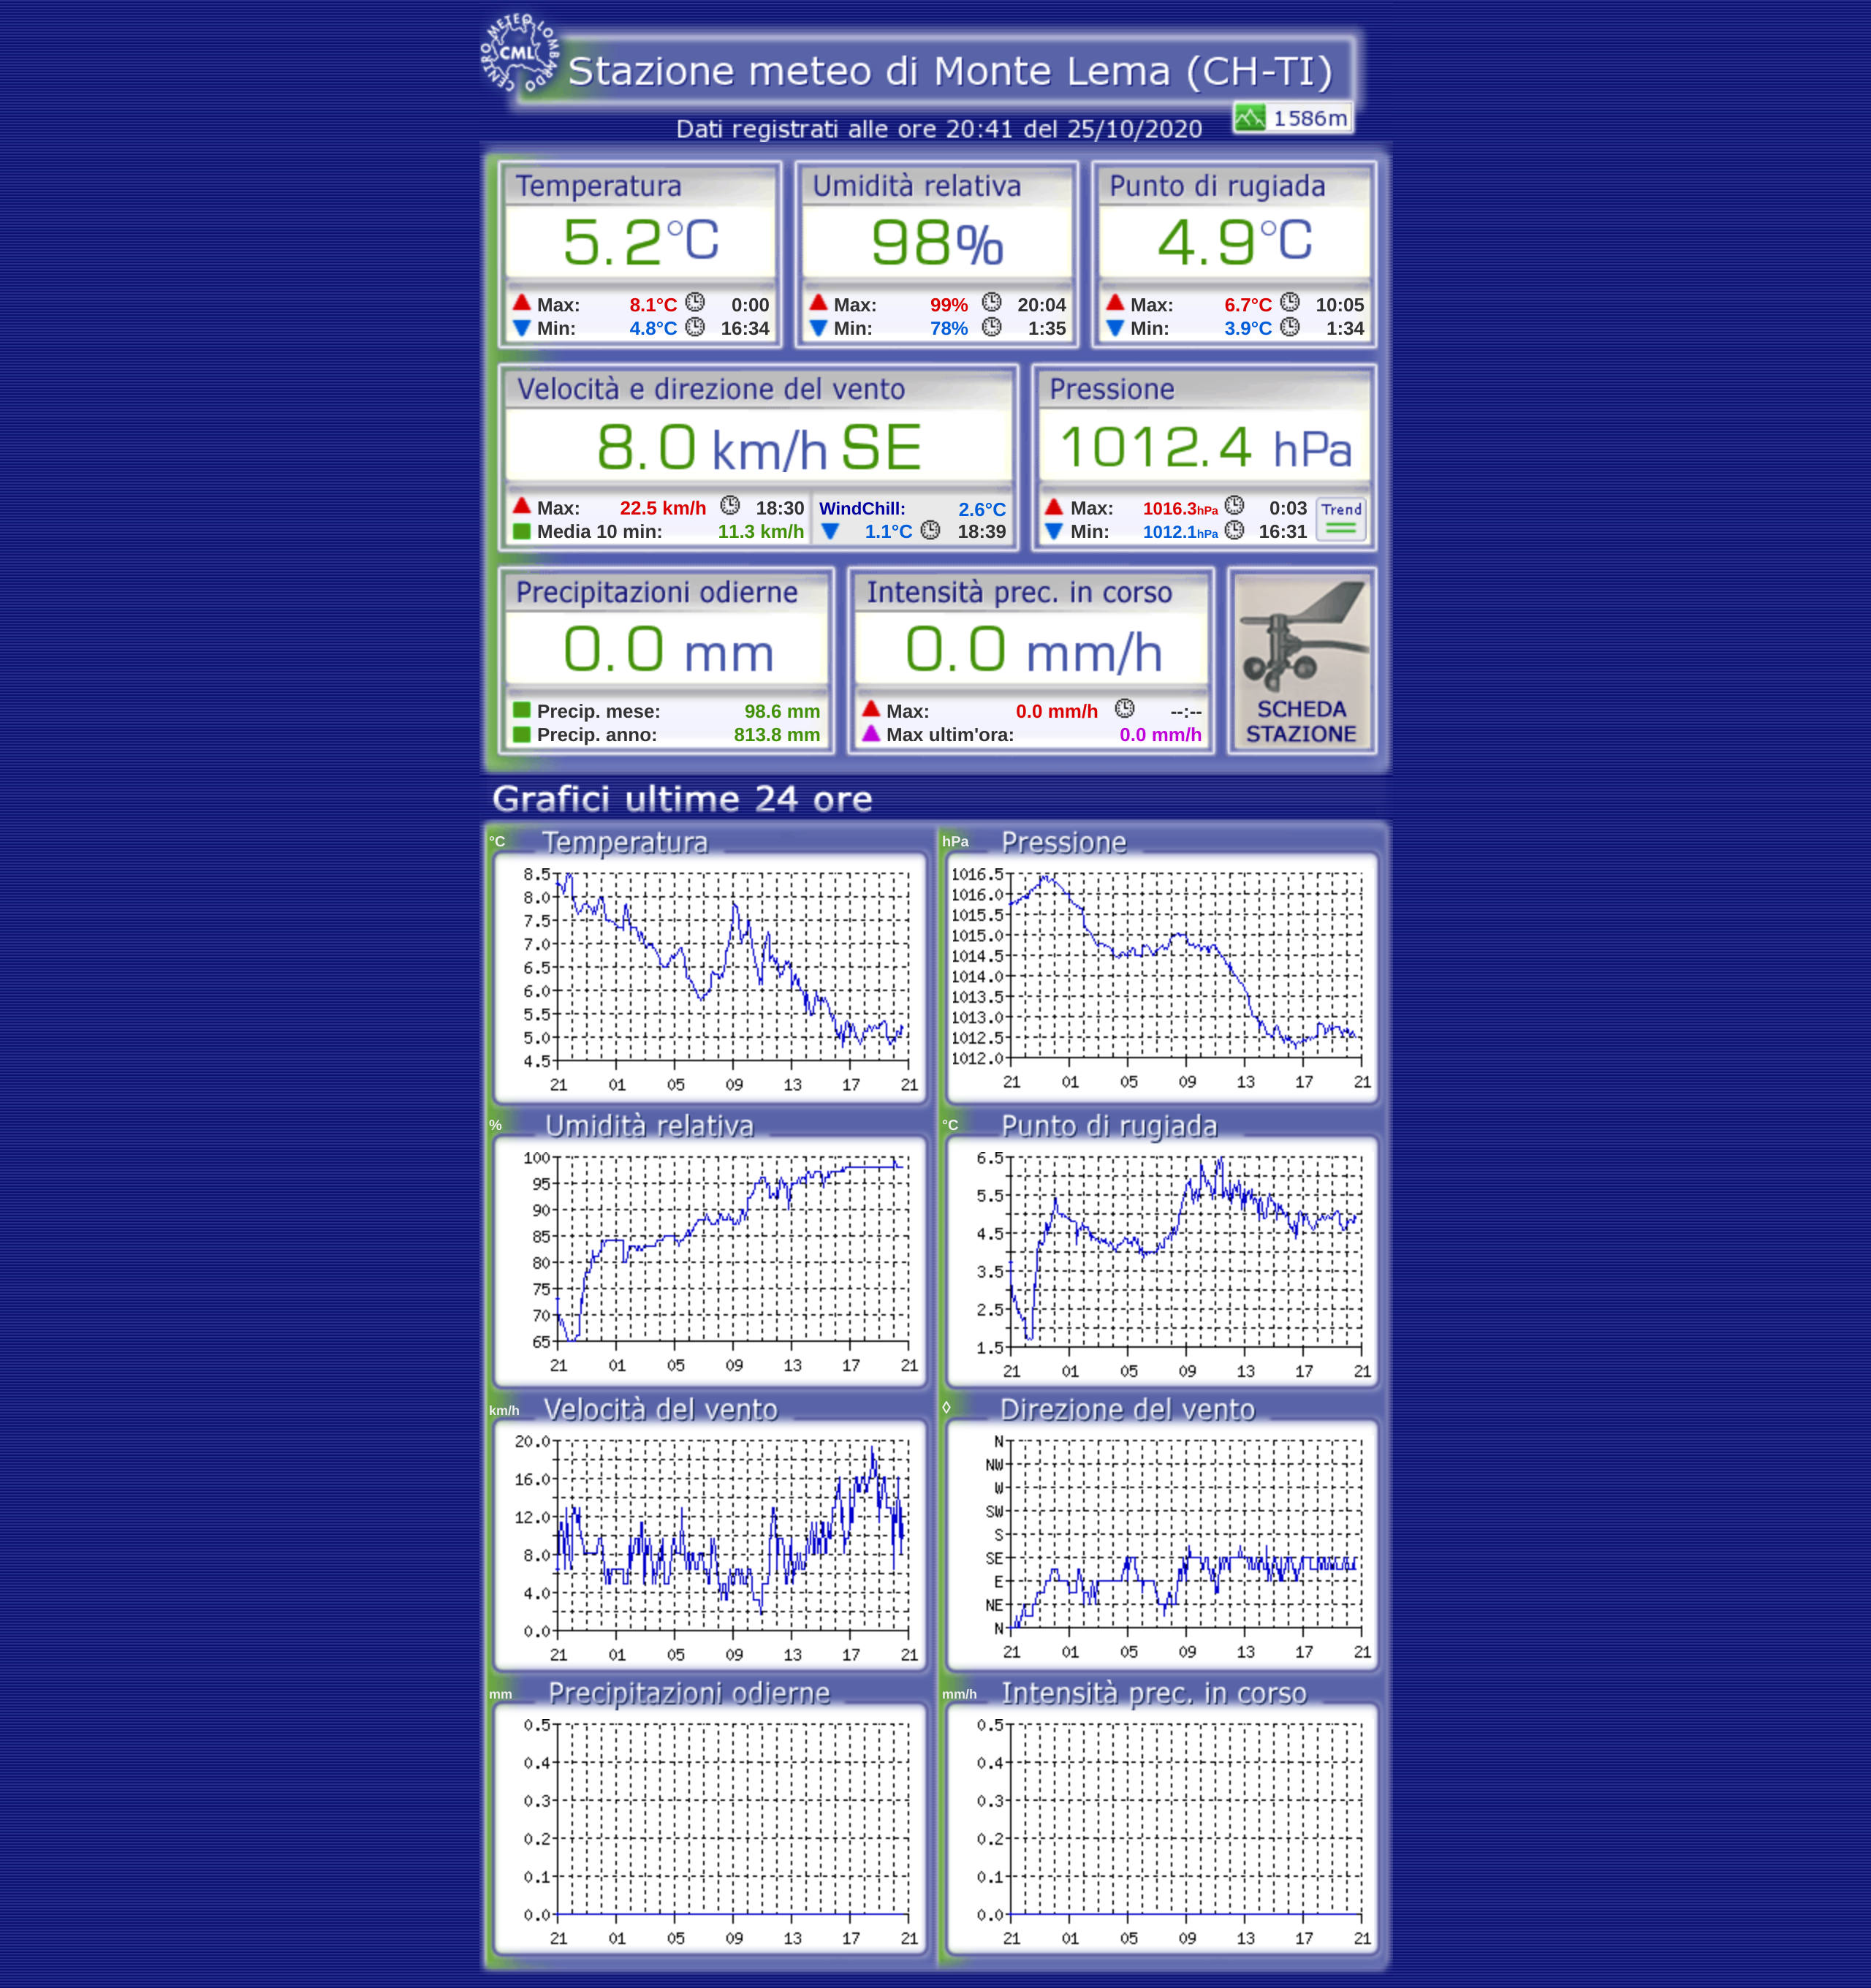 CENTRO METEO LOMBARDO
CML
Stazione meteo di Monte Lema (CH-TI)
1586m
Dati registrati alle ore 20:41 del 25/10/2020
Temperatura
5.2°C
Max: 8.1°C 0:00
Min: 4.8°C 16:34
Umidità relativa
98%
Max: 99% 20:04
Min: 78% 1:35
Punto di rugiada
4.9°C
Max: 6.7°C 10:05
Min: 3.9°C 1:34
Velocità e direzione del vento
8.0 km/h SE
Max: 22.5 km/h 18:30
Media 10 min: 11.3 km/h
WindChill: 2.6°C
1.1°C 18:39
Pressione
1012.4 hPa
Max: 1016.3hPa 0:03
Min: 1012.1hPa 16:31
Trend
Precipitazioni odierne
0.0 mm
Precip. mese: 98.6 mm
Precip. anno: 813.8 mm
Intensità prec. in corso
0.0 mm/h
Max: 0.0 mm/h --:--
Max ultim'ora: 0.0 mm/h
SCHEDA
STAZIONE
Grafici ultime 24 ore
°C Temperatura
8.5
8.0
7.5
7.0
6.5
6.0
5.5
5.0
4.5
21 01 05 09 13 17 21
hPa Pressione
1016.5
1016.0
1015.5
1015.0
1014.5
1014.0
1013.5
1013.0
1012.5
1012.0
21 01 05 09 13 17 21
% Umidità relativa
100
95
90
85
80
75
70
65
21 01 05 09 13 17 21
°C Punto di rugiada
6.5
5.5
4.5
3.5
2.5
1.5
21 01 05 09 13 17 21
km/h Velocità del vento
20.0
16.0
12.0
8.0
4.0
0.0
21 01 05 09 13 17 21
◊ Direzione del vento
N
NW
W
SW
S
SE
E
NE
N
21 01 05 09 13 17 21
mm Precipitazioni odierne
0.5
0.4
0.3
0.2
0.1
0.0
21 01 05 09 13 17 21
mm/h Intensità prec. in corso
0.5
0.4
0.3
0.2
0.1
0.0
21 01 05 09 13 17 21